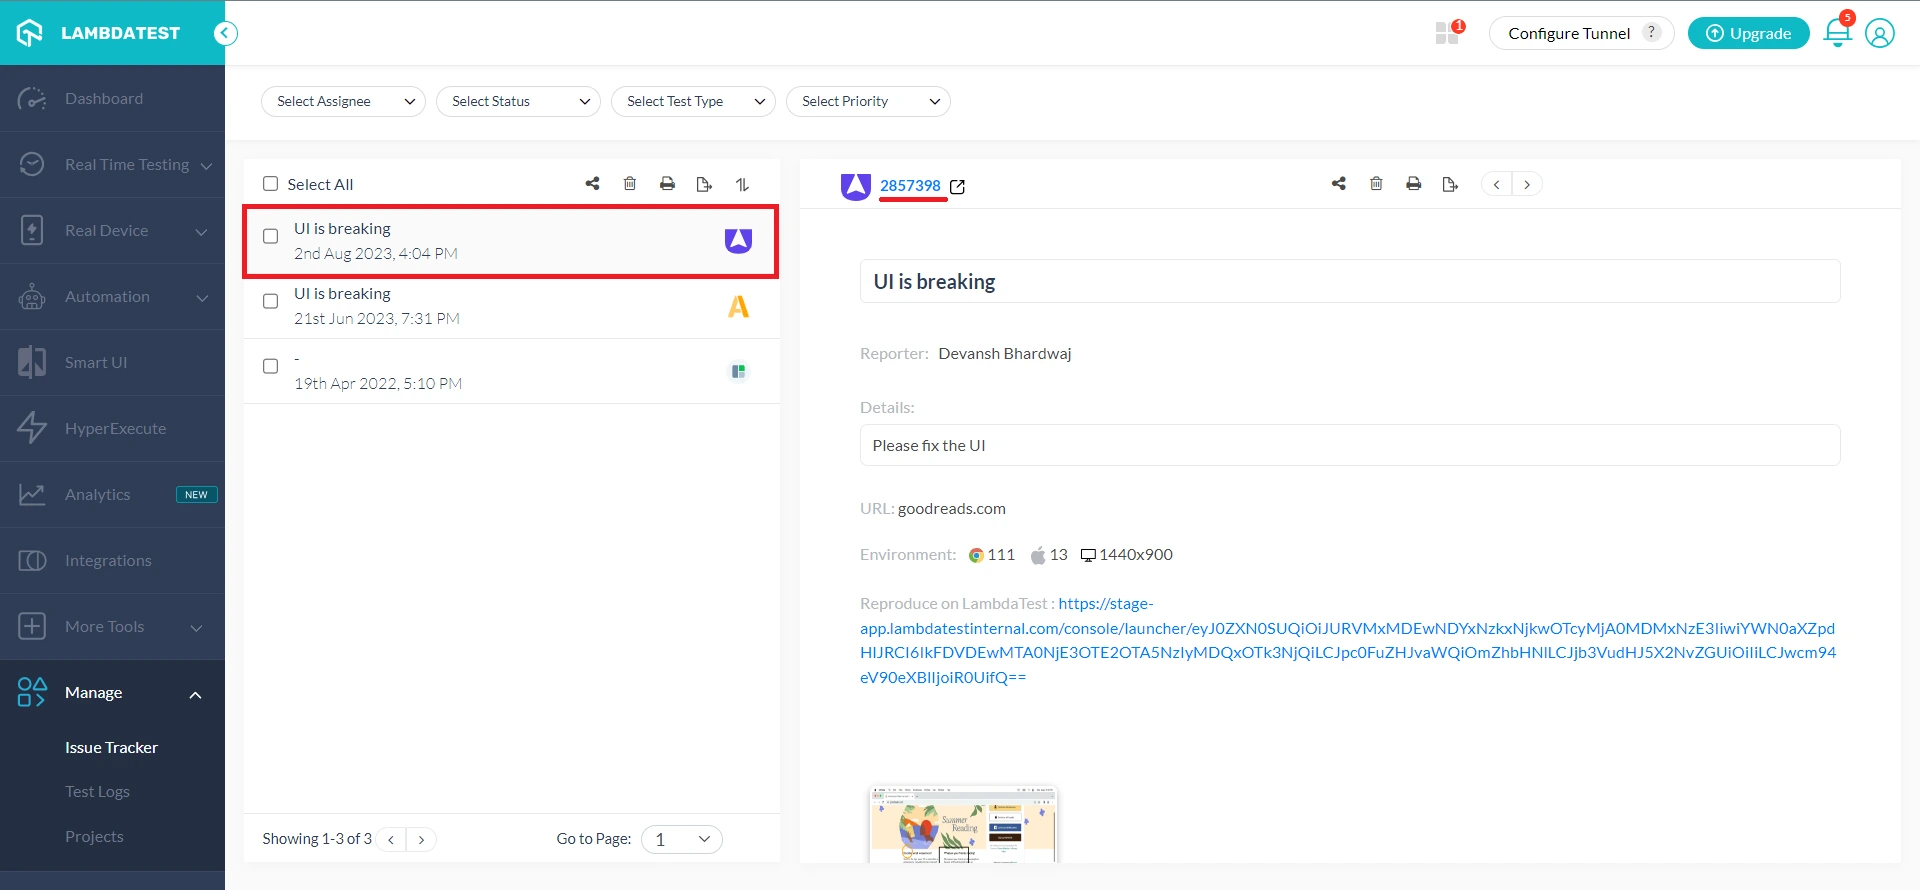 LAMBDATEST
1
Configure Tunnel ?
Upgrade
5
Dashboard
Real Time Testing
Real Device
Automation
Smart UI
HyperExecute
Analytics NEW
Integrations
More Tools
Manage
Issue Tracker
Test Logs
Projects
Select Assignee
Select Status
Select Test Type
Select Priority
Select All
UI is breaking
2nd Aug 2023, 4:04 PM
UI is breaking
21st Jun 2023, 7:31 PM
-
19th Apr 2022, 5:10 PM
Showing 1-3 of 3
Go to Page: 1
2857398
UI is breaking
Reporter: Devansh Bhardwaj
Details:
Please fix the UI
URL: goodreads.com
Environment: 111 13 1440x900
Reproduce on LambdaTest : https://stage-
app.lambdatestinternal.com/console/launcher/eyJ0ZXN0SUQiOiJURVMxMDEwNDYxNzkxNjkwOTcyMjA0MDMxNzE3IiwiYWN0aXZpd
HlJRCI6IkFDVDEwMTA0NjE3OTE2OTA5NzIyMDQxOTk3NjQiLCJpc0FuZHJvaWQiOmZhbHNlLCJjb3VudHJ5X2NvZGUiOiIiLCJwcm94
eV90eXBlIjoiR0UifQ==
Summer
Reading